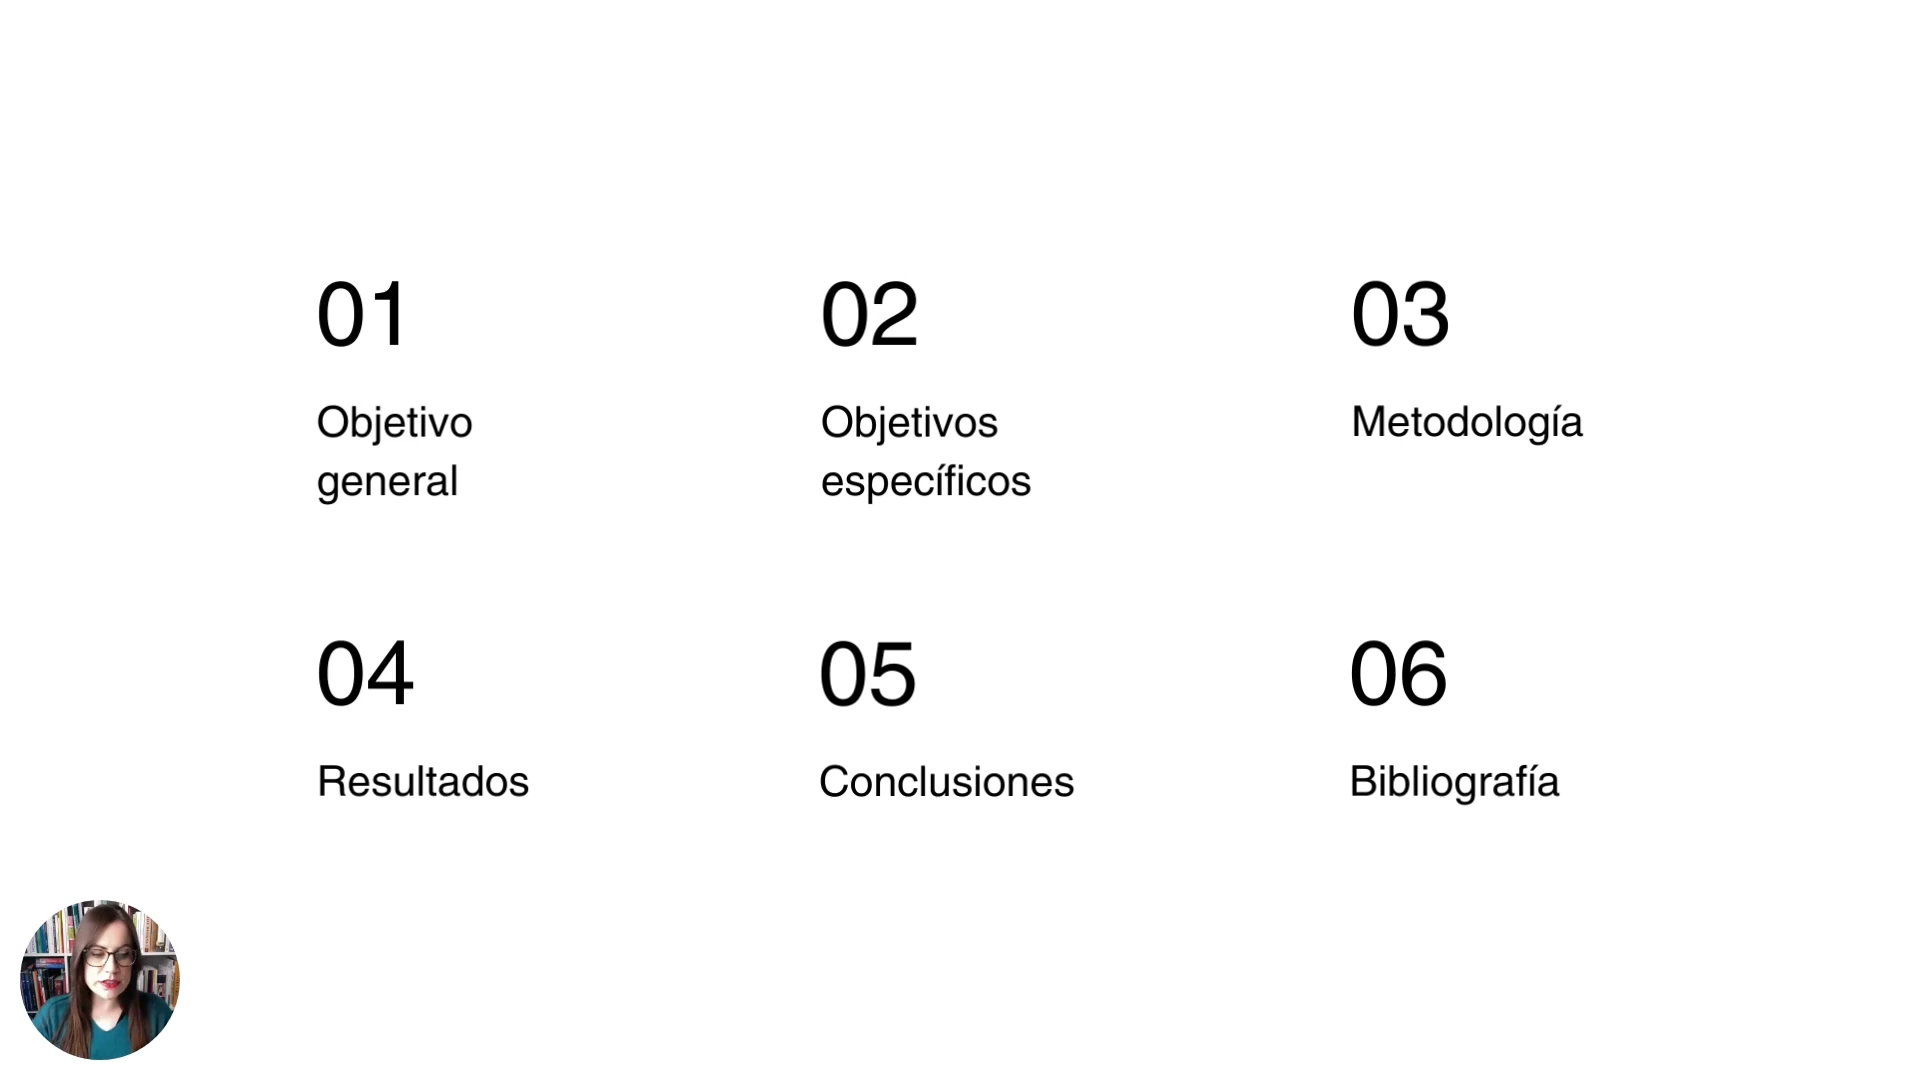 01
Objetivo
general
02
Objetivos
específicos
03
Metodología
04
Resultados
05
Conclusiones
06
Bibliografía